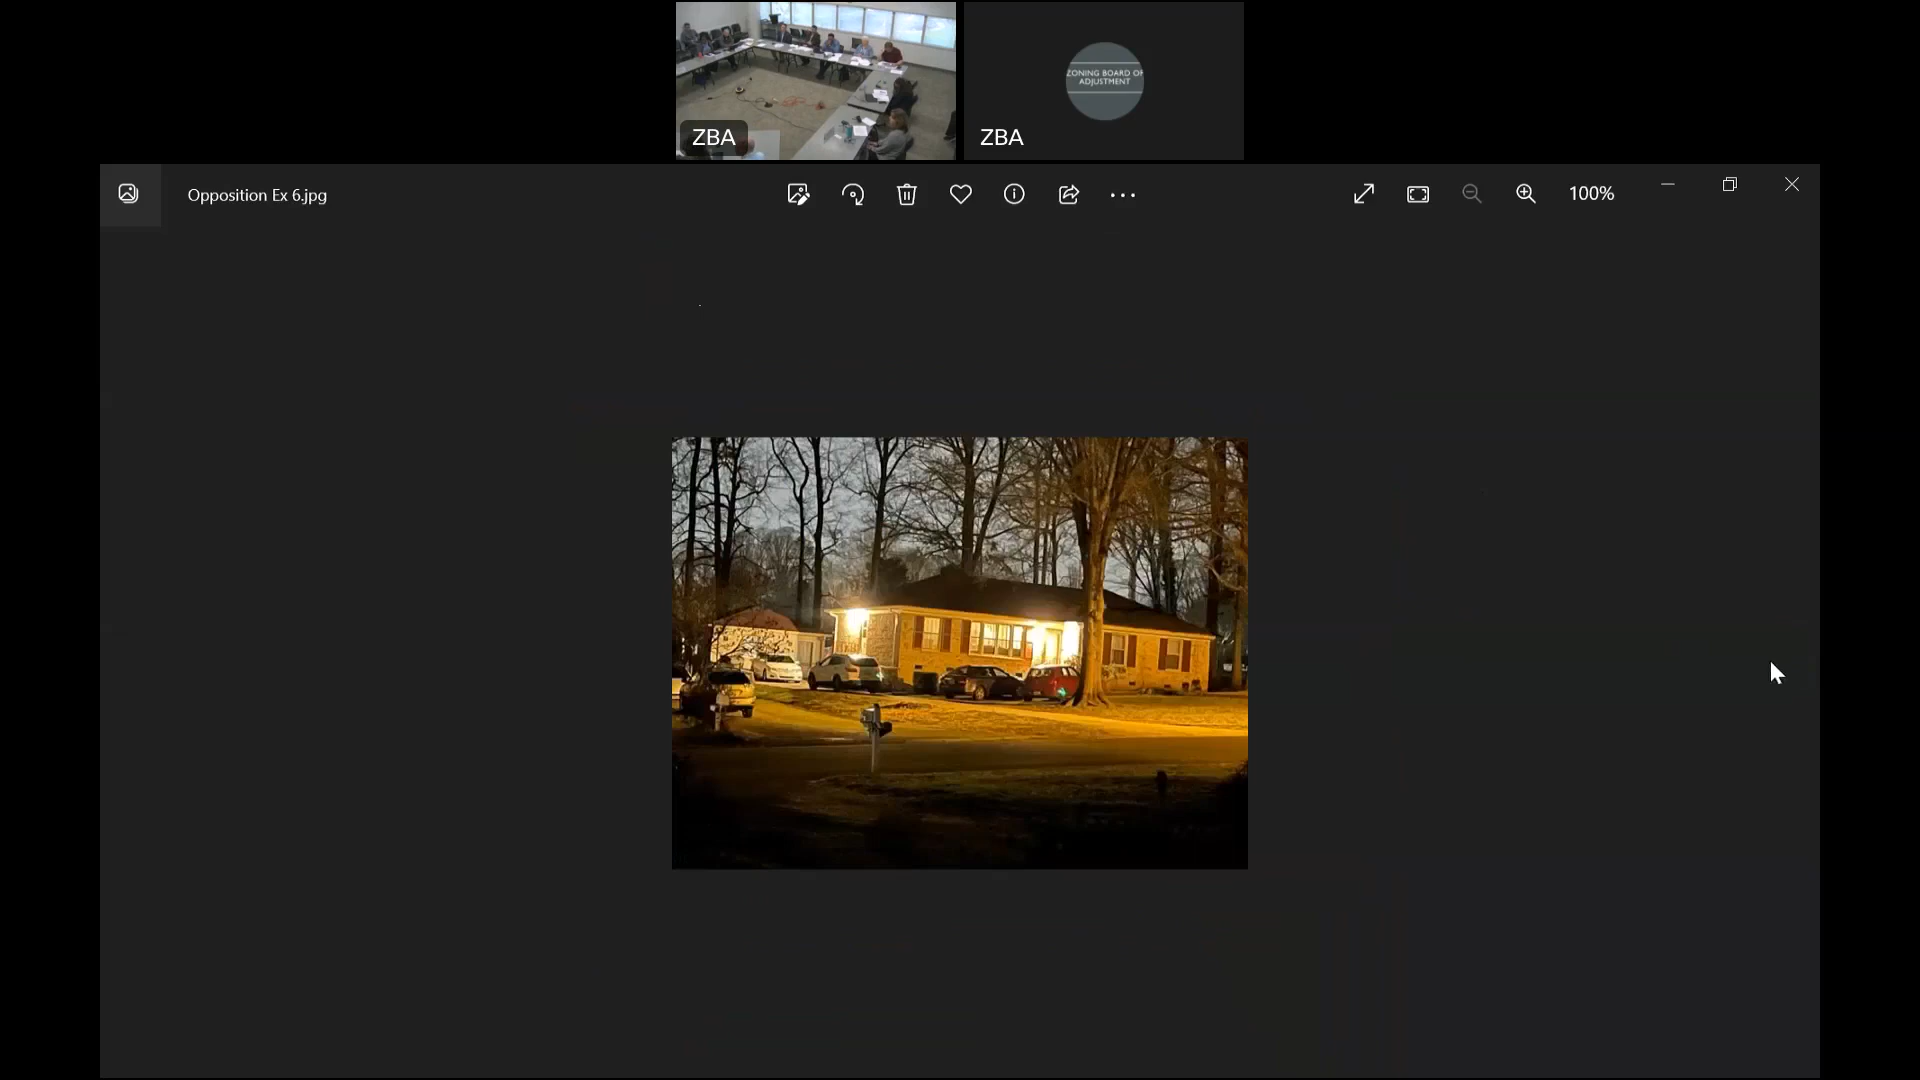 ZONING BOARD OF
ADJUSTMENT
ZBA
ZBA
Opposition Ex 6.jpg
100%